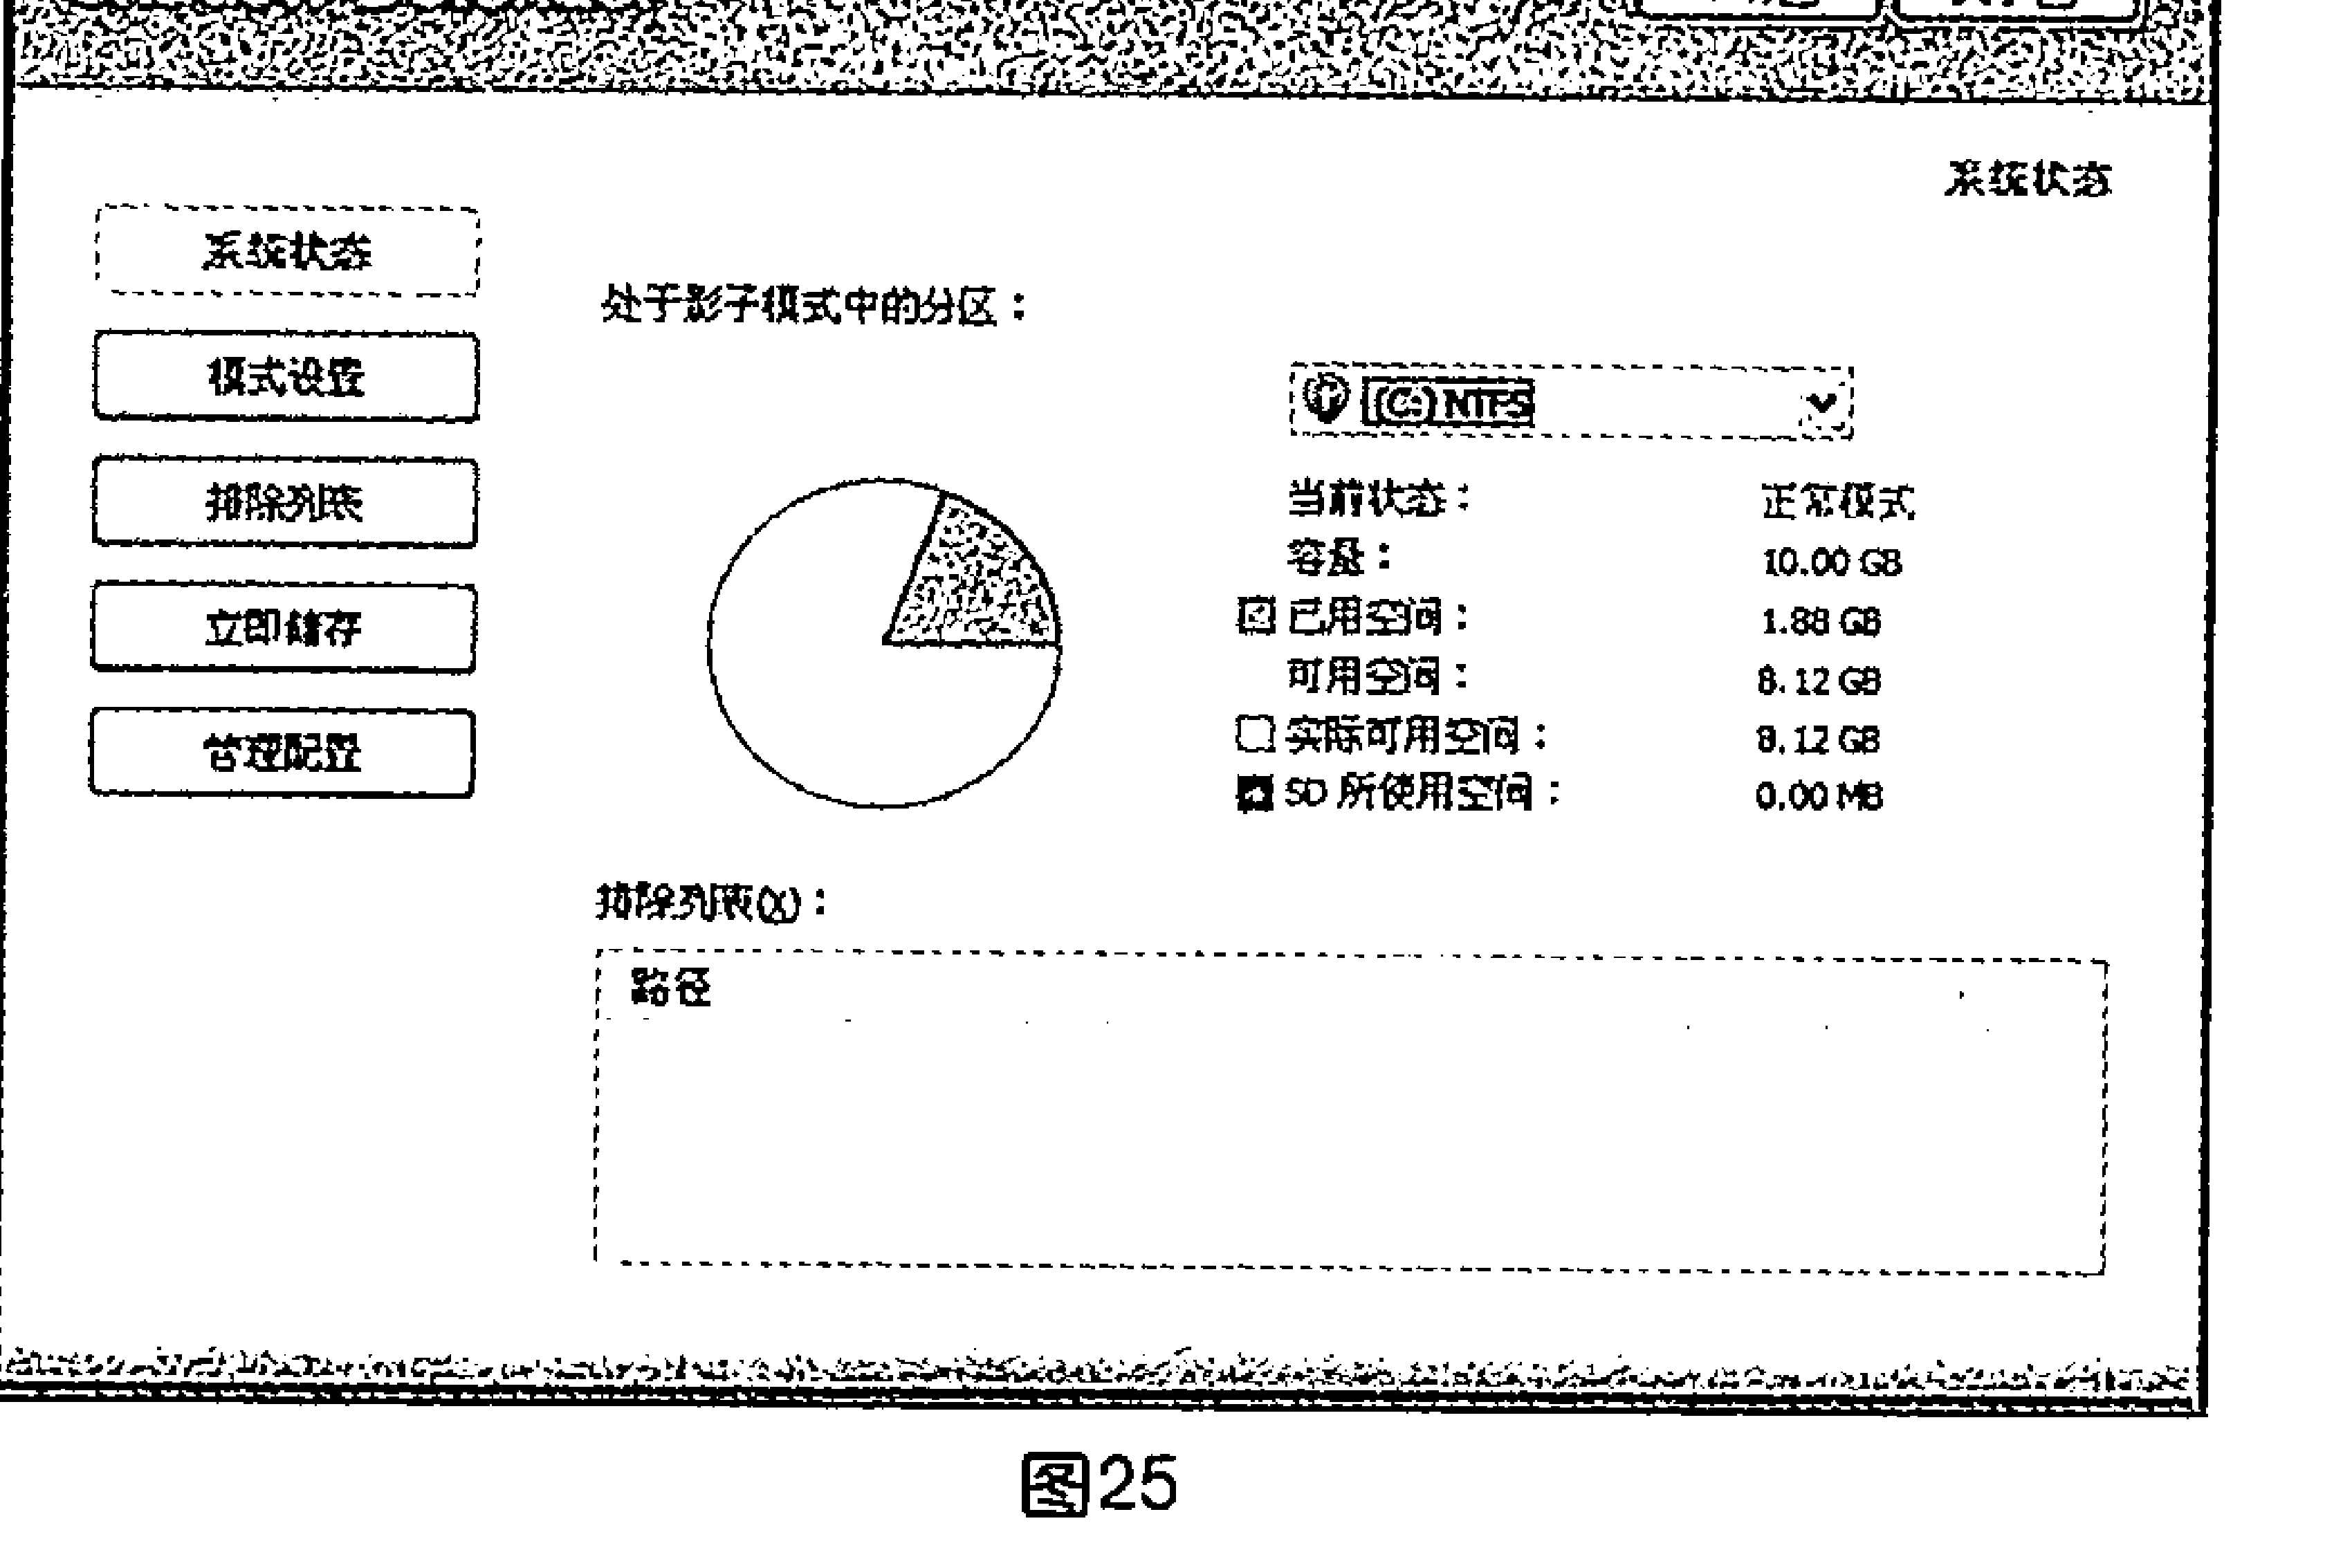 系统状态
系统状态
模式设置
排除列表
立即储存
管理配置
处于影子模式中的分区：
(C:) NTFS
当前状态： 正常模式
容量： 10.00 GB
已用空间： 1.88 GB
可用空间： 8.12 GB
实际可用空间： 8.12 GB
SD 所使用空间： 0.00 MB
排除列表(X)：
路径
图25